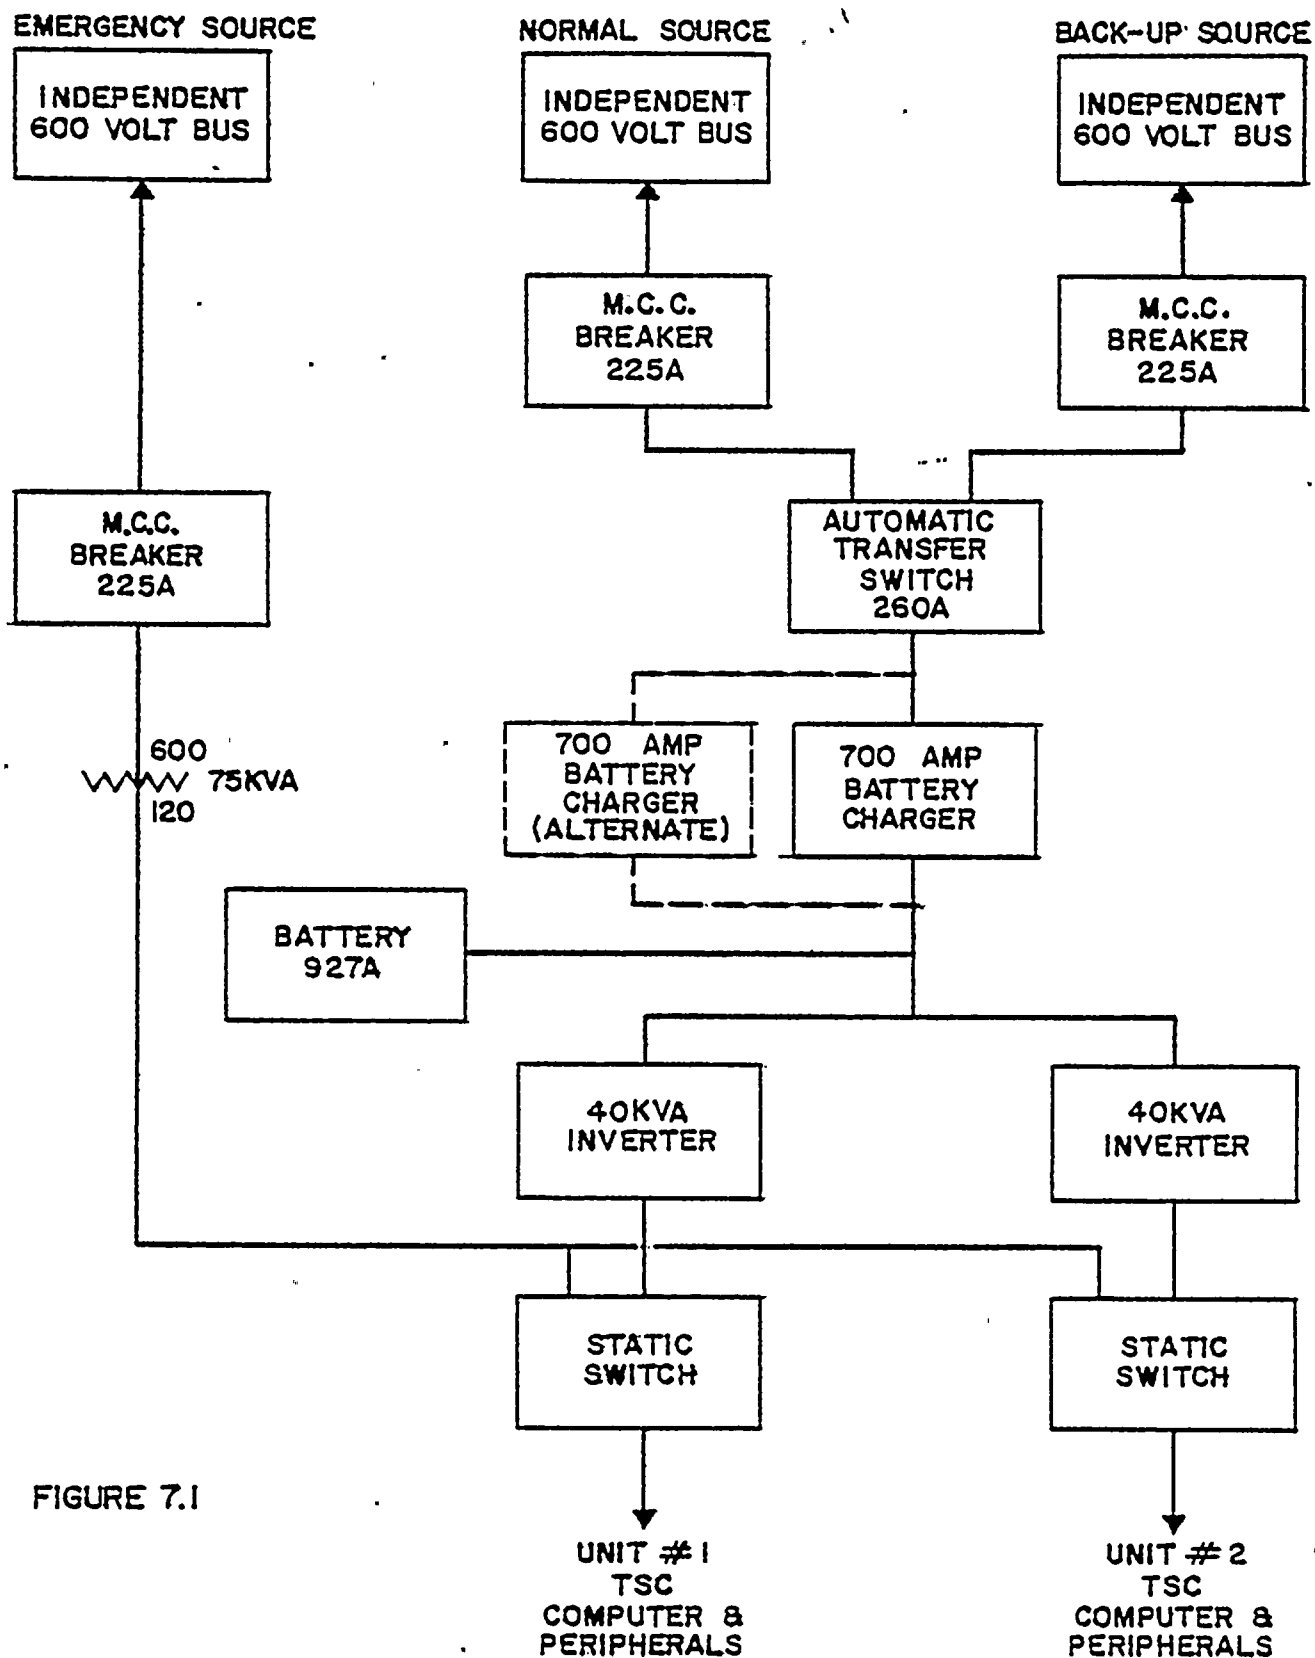 EMERGENCY SOURCE
INDEPENDENT
600 VOLT BUS
NORMAL SOURCE
INDEPENDENT
600 VOLT BUS
BACK-UP SOURCE
INDEPENDENT
600 VOLT BUS
M.C.C.
BREAKER
225A
M.C.C.
BREAKER
225A
M.C.C.
BREAKER
225A
AUTOMATIC
TRANSFER
SWITCH
260A
600
75KVA
120
700 AMP
BATTERY
CHARGER
(ALTERNATE)
700 AMP
BATTERY
CHARGER
BATTERY
927A
40KVA
INVERTER
40KVA
INVERTER
STATIC
SWITCH
STATIC
SWITCH
FIGURE 7.1
UNIT #1
TSC
COMPUTER &
PERIPHERALS
UNIT #2
TSC
COMPUTER &
PERIPHERALS